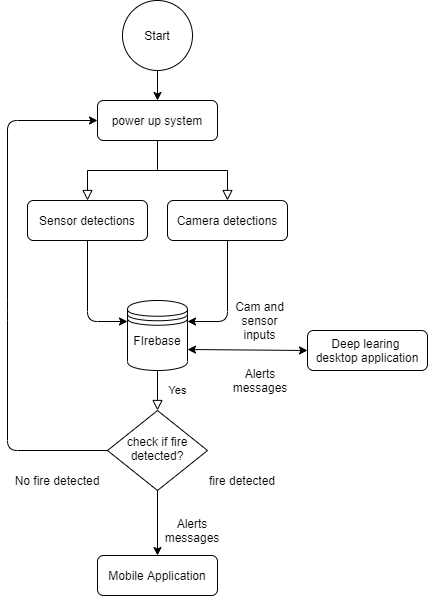 Start
power up system
Sensor detections
Camera detections
Cam and
sensor
inputs
FIrebase
Deep learing
desktop application
Alerts
messages
Yes
check if fire
detected?
No fire detected
fire detected
Alerts
messages
Mobile Application